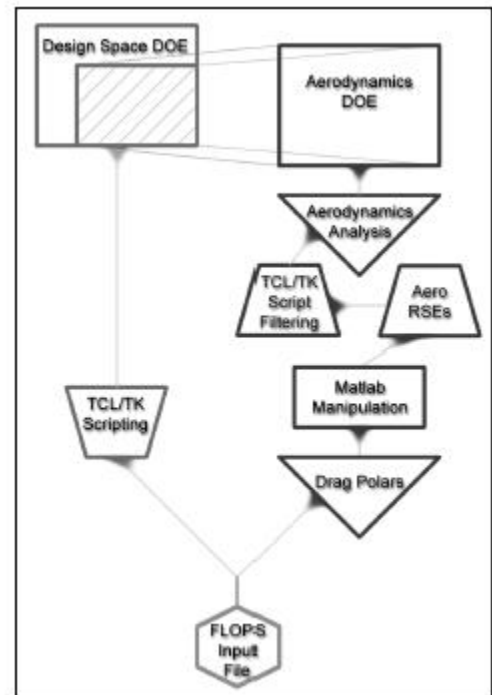 Design Space DOE
Aerodynamics
DOE
Aerodynamics
Analysis
TCL/TK
Script
Filtering
Aero
RSEs
Matlab
Manipulation
TCL/TK
Scripting
Drag Polars
FLOPS
Input
File